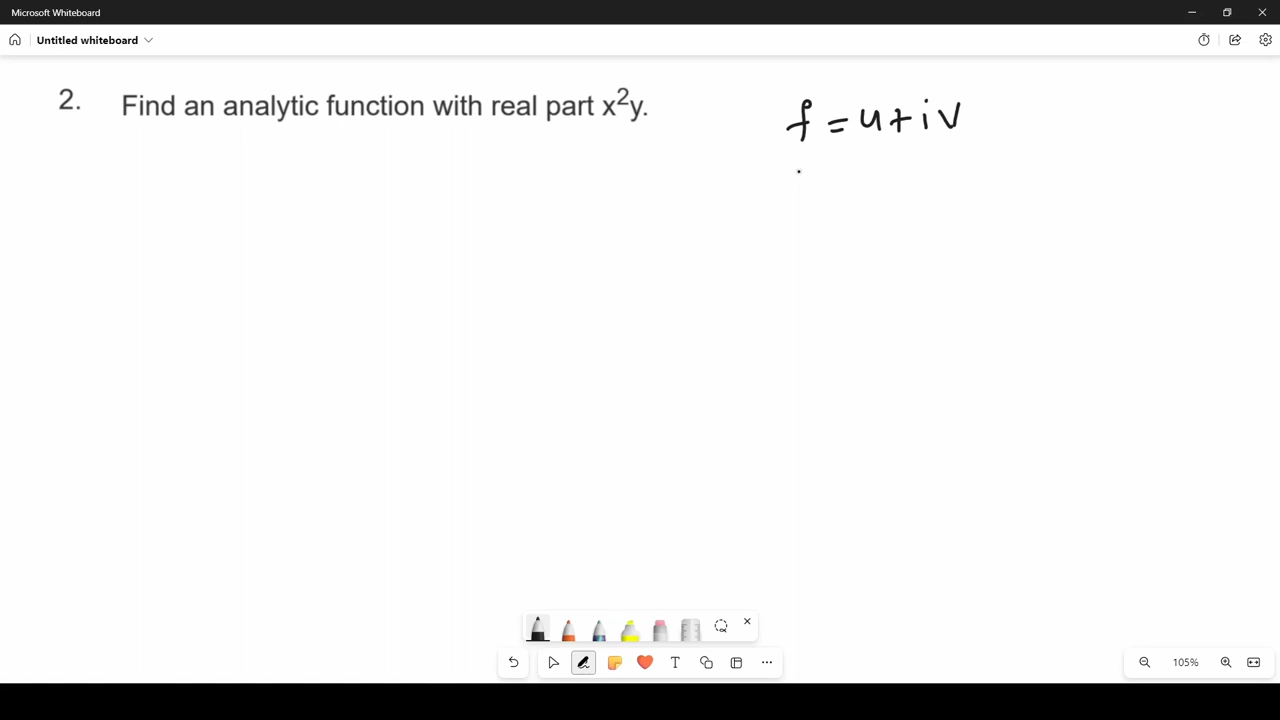 Microsoft Whiteboard
Untitled whiteboard
2. Find an analytic function with real part x²y.
f = u + i v
T
105%